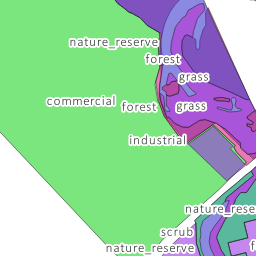 nature_reserve
forest
grass
commercial
forest
grass
industrial
nature_rese
scrub
nature_reserve
f